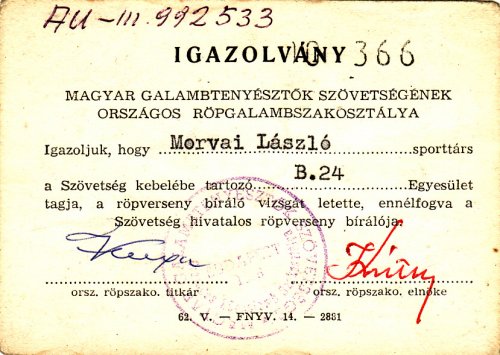 AU-III. 992533
IGAZOLVÁNY 10 366
MAGYAR GALAMBTENYÉSZTŐK SZÖVETSÉGÉNEK
ORSZÁGOS RÖPGALAMBSZAKOSZTÁLYA
Igazoljuk, hogy Morvai László sporttárs
a Szövetség kebelébe tartozó B.24 Egyesület
tagja, a röpverseny bíráló vizsgát letette, ennélfogva a
Szövetség hivatalos röpverseny bírálója.
orsz. röpszako. titkár orsz. röpszako. elnöke
62. V. — FNYV. 14. — 2881